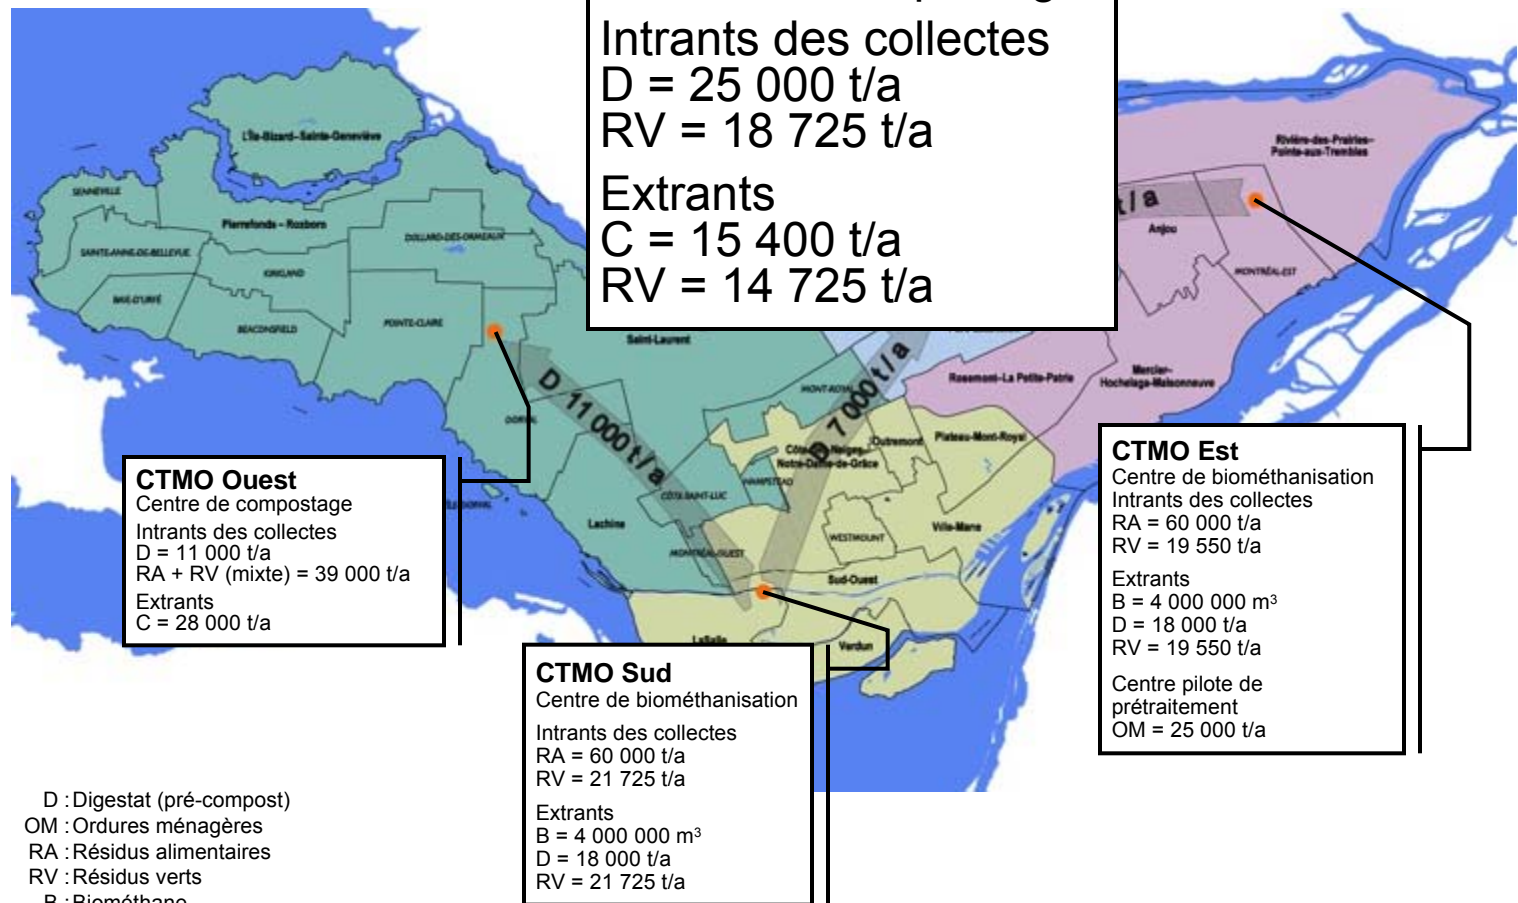 Intrants des collectes
D = 25 000 t/a
RV = 18 725 t/a
Extrants
C = 15 400 t/a
RV = 14 725 t/a
L'Île-Bizard–Sainte-Geneviève
SENNEVILLE
Pierrefonds – Roxboro
DOLLARD-DES-ORMEAUX
SAINTE-ANNE-DE-BELLEVUE
KIRKLAND
BAIE-D'URFÉ
BEACONSFIELD
POINTE-CLAIRE
Rivière-des-Prairies–
Pointe-aux-Trembles
t/a
Anjou
MONTRÉAL-EST
Saint-Laurent
MONT-ROYAL
Rosemont–La Petite-Patrie
Mercier–
Hochelaga-Maisonneuve
D 11 000 t/a
D 7 000 t/a
DORVAL
Outremont
Plateau-Mont-Royal
Côte-des-Neiges–
Notre-Dame-de-Grâce
HAMPSTEAD
CÔTE-SAINT-LUC
Lachine
MONTRÉAL-OUEST
WESTMOUNT
Ville-Marie
Sud-Ouest
LaSalle
Verdun
CTMO Ouest
Centre de compostage
Intrants des collectes
D = 11 000 t/a
RA + RV (mixte) = 39 000 t/a
Extrants
C = 28 000 t/a
CTMO Sud
Centre de biométhanisation
Intrants des collectes
RA = 60 000 t/a
RV = 21 725 t/a
Extrants
B = 4 000 000 m³
D = 18 000 t/a
RV = 21 725 t/a
CTMO Est
Centre de biométhanisation
Intrants des collectes
RA = 60 000 t/a
RV = 19 550 t/a
Extrants
B = 4 000 000 m³
D = 18 000 t/a
RV = 19 550 t/a
Centre pilote de
prétraitement
OM = 25 000 t/a
D : Digestat (pré-compost)
OM : Ordures ménagères
RA : Résidus alimentaires
RV : Résidus verts
B : Biométhane